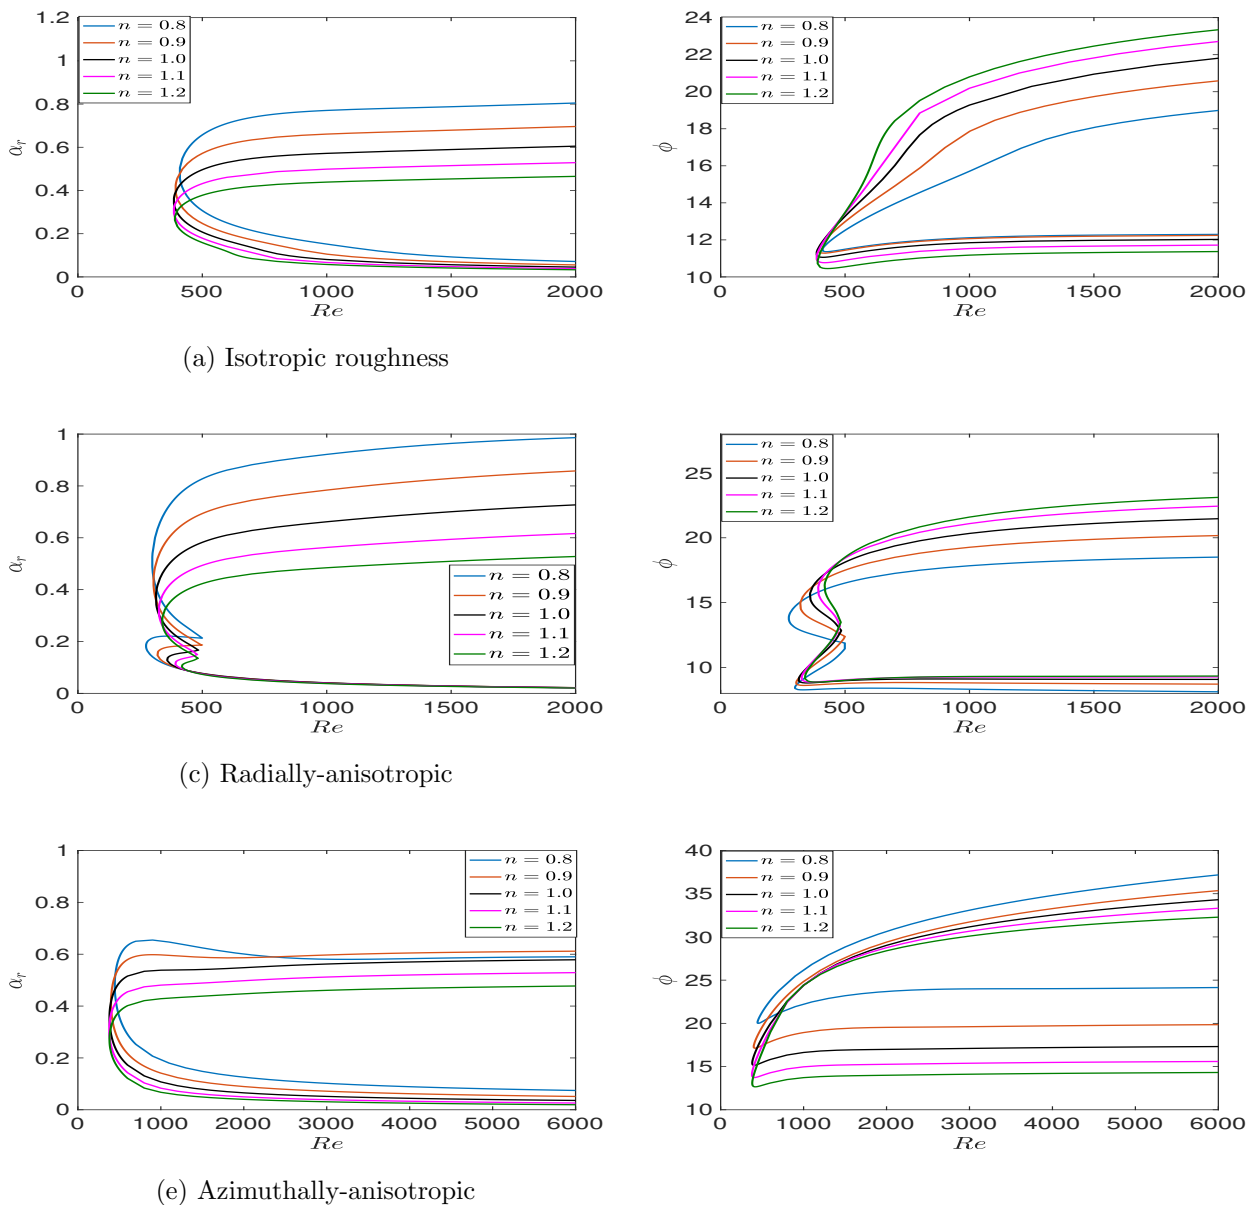 1.2
1
0.8
0.6
0.4
0.2
0
α_r
n = 0.8
n = 0.9
n = 1.0
n = 1.1
n = 1.2
0 500 1000 1500 2000
Re
24
22
20
18
16
14
12
10
ϕ
n = 0.8
n = 0.9
n = 1.0
n = 1.1
n = 1.2
0 500 1000 1500 2000
Re
(a) Isotropic roughness
1
0.8
0.6
0.4
0.2
0
α_r
n = 0.8
n = 0.9
n = 1.0
n = 1.1
n = 1.2
0 500 1000 1500 2000
Re
25
20
15
10
ϕ
n = 0.8
n = 0.9
n = 1.0
n = 1.1
n = 1.2
0 500 1000 1500 2000
Re
(c) Radially-anisotropic
1
0.8
0.6
0.4
0.2
0
α_r
n = 0.8
n = 0.9
n = 1.0
n = 1.1
n = 1.2
0 1000 2000 3000 4000 5000 6000
Re
40
35
30
25
20
15
10
ϕ
n = 0.8
n = 0.9
n = 1.0
n = 1.1
n = 1.2
0 1000 2000 3000 4000 5000 6000
Re
(e) Azimuthally-anisotropic